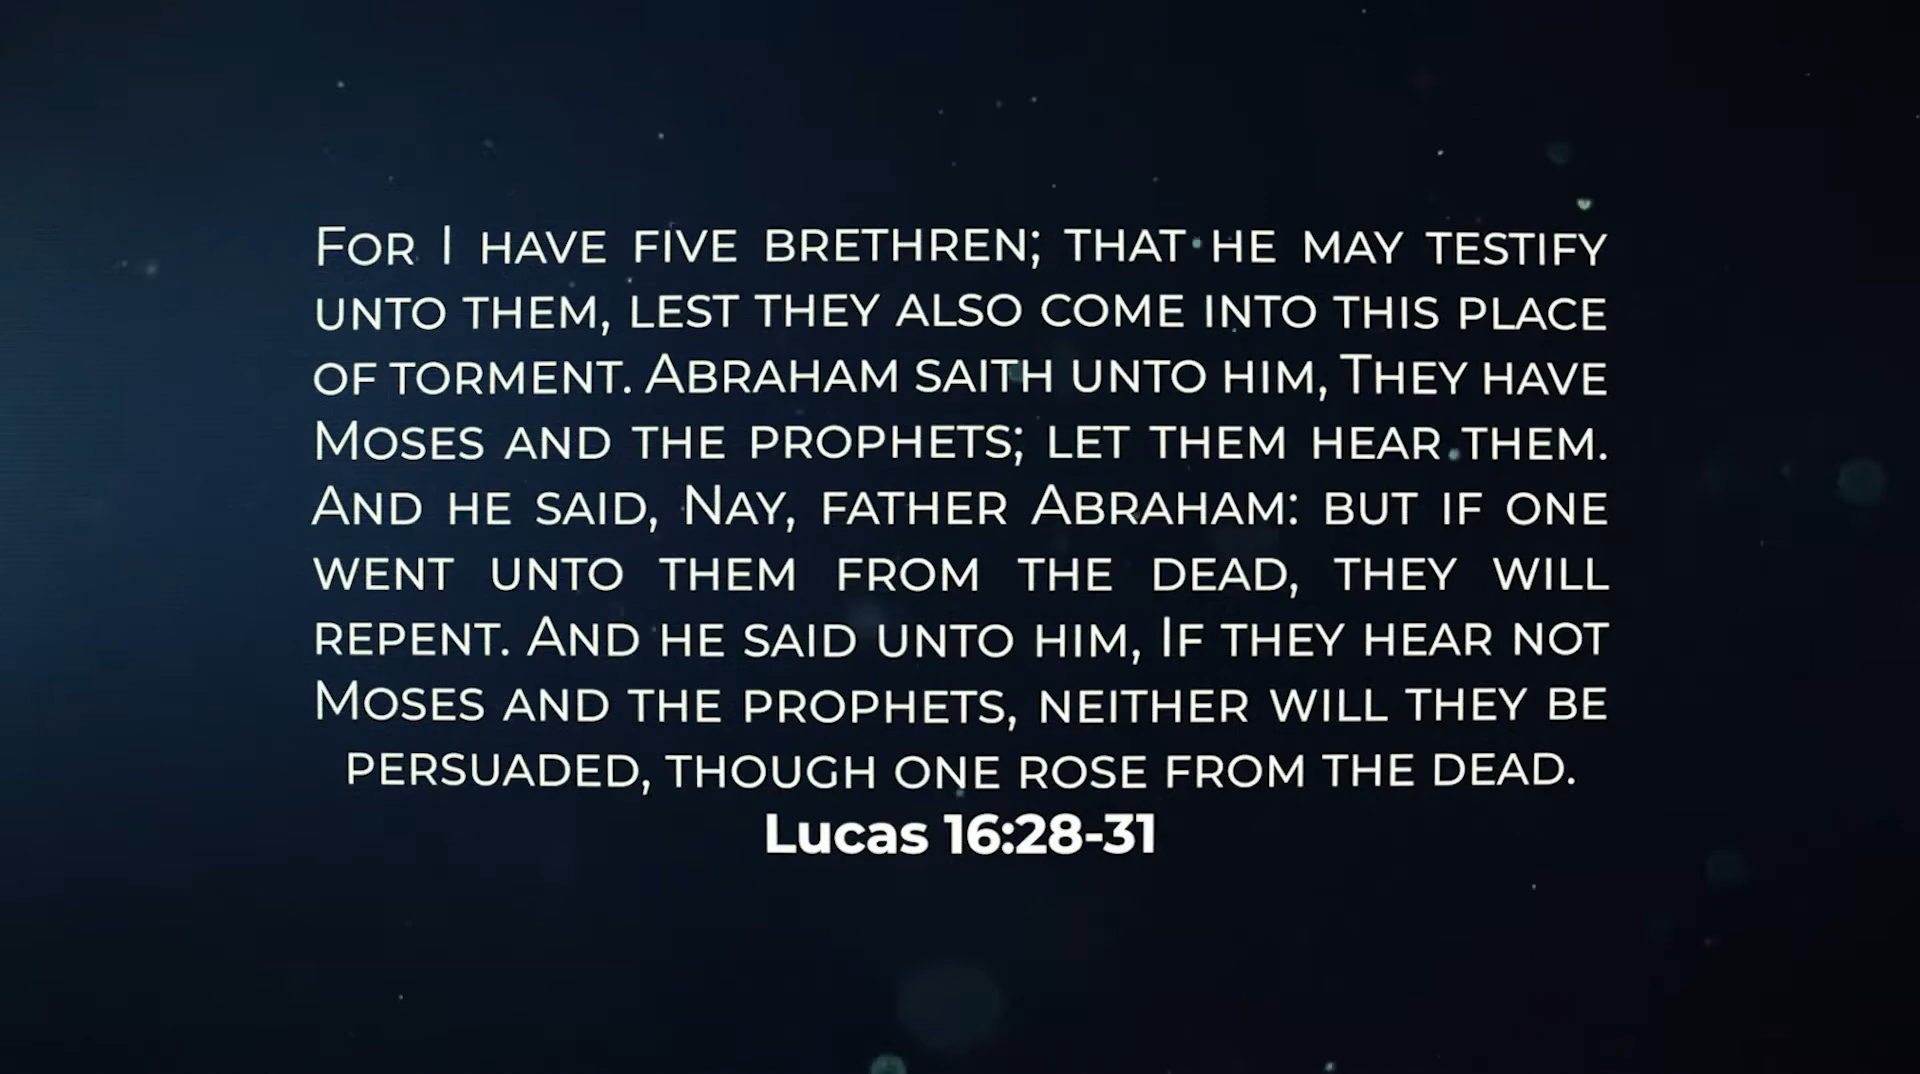 For I have five brethren; that he may testify
unto them, lest they also come into this place
of torment. Abraham saith unto him, They have
Moses and the prophets; let them hear them.
And he said, Nay, father Abraham: but if one
went unto them from the dead, they will
repent. And he said unto him, If they hear not
Moses and the prophets, neither will they be
persuaded, though one rose from the dead.
Lucas 16:28-31